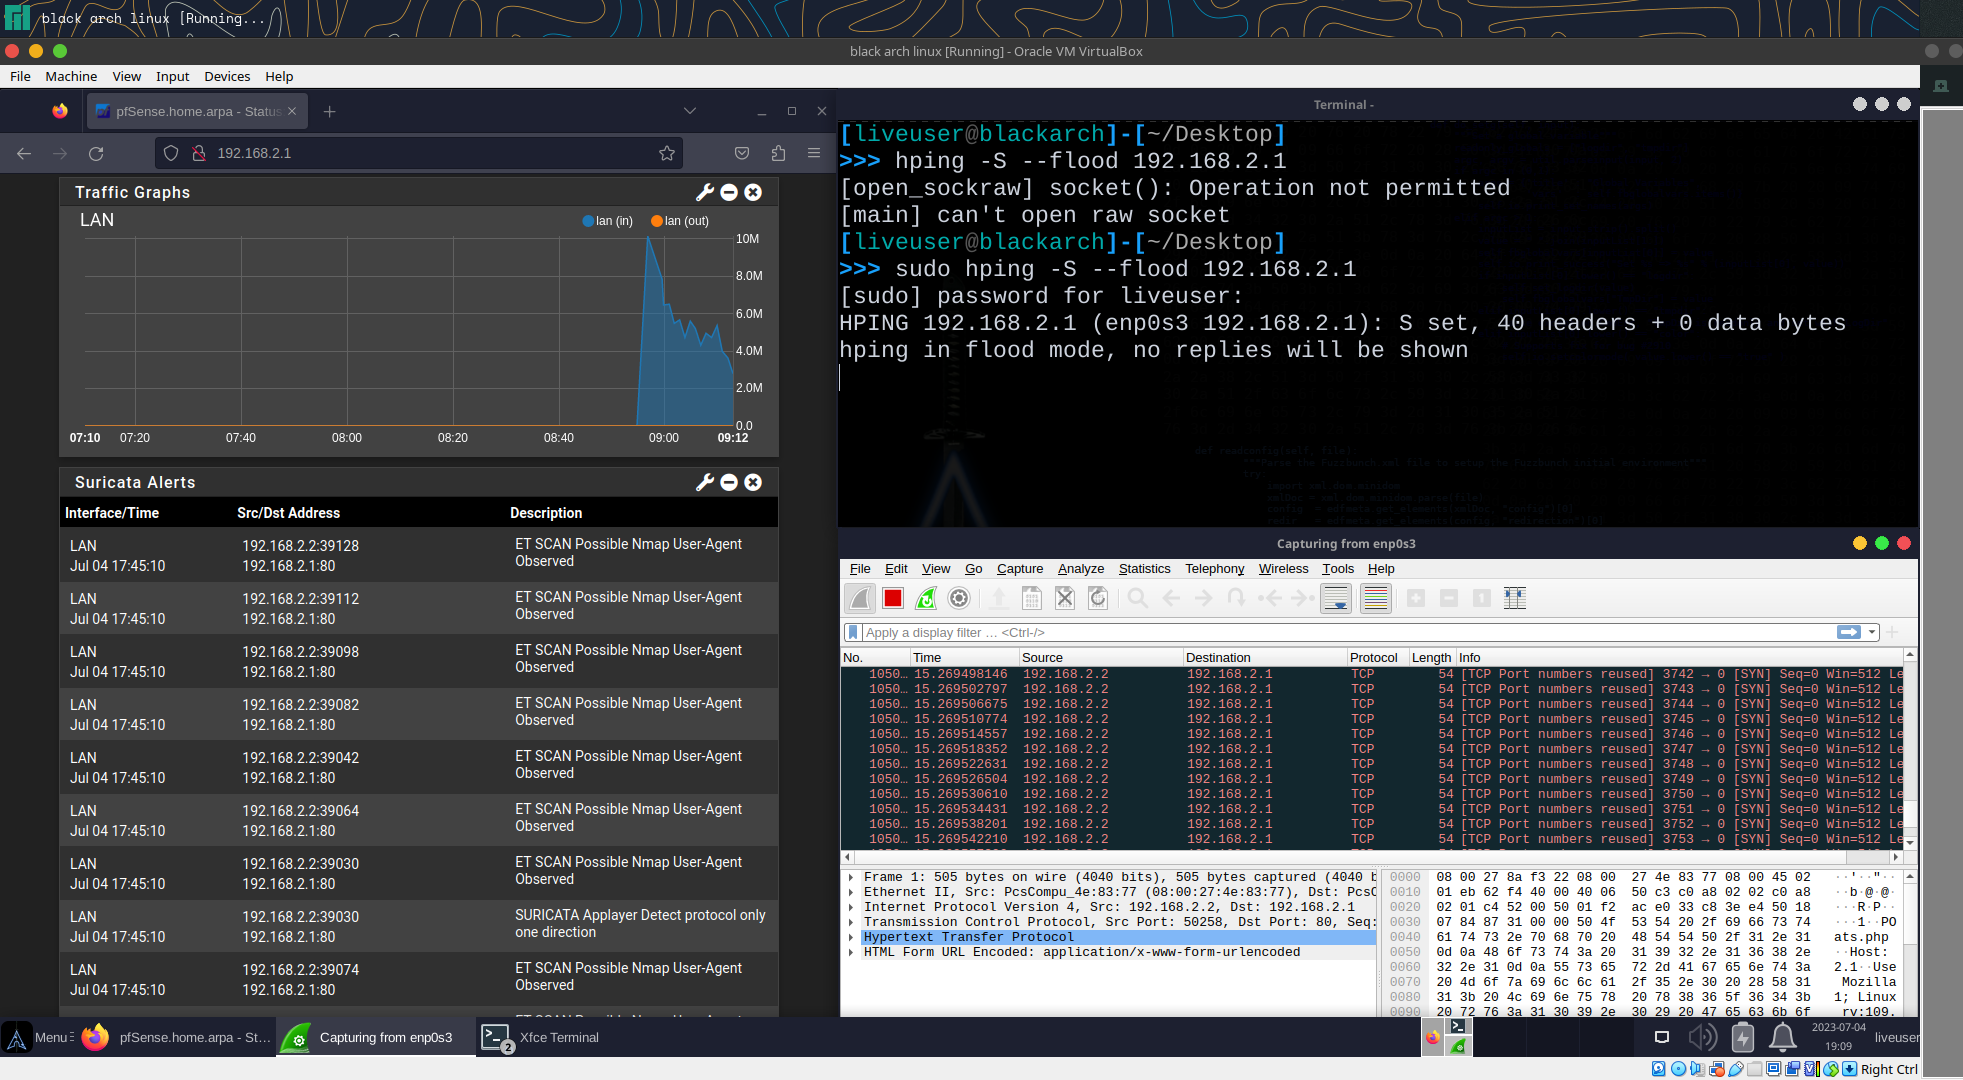 black arch linux [Running...
black arch linux [Running] - Oracle VM VirtualBox
File Machine View Input Devices Help
pfSense.home.arpa - Status
192.168.2.1
Traffic Graphs
LAN
lan (in) lan (out)
10M
8.0M
6.0M
4.0M
2.0M
0.0
07:10 07:20 07:40 08:00 08:20 08:40 09:00 09:12
Suricata Alerts
Interface/Time Src/Dst Address Description
LAN 192.168.2.2:39128 ET SCAN Possible Nmap User-Agent
Jul 04 17:45:10 192.168.2.1:80 Observed
LAN 192.168.2.2:39112 ET SCAN Possible Nmap User-Agent
Jul 04 17:45:10 192.168.2.1:80 Observed
LAN 192.168.2.2:39098 ET SCAN Possible Nmap User-Agent
Jul 04 17:45:10 192.168.2.1:80 Observed
LAN 192.168.2.2:39082 ET SCAN Possible Nmap User-Agent
Jul 04 17:45:10 192.168.2.1:80 Observed
LAN 192.168.2.2:39042 ET SCAN Possible Nmap User-Agent
Jul 04 17:45:10 192.168.2.1:80 Observed
LAN 192.168.2.2:39064 ET SCAN Possible Nmap User-Agent
Jul 04 17:45:10 192.168.2.1:80 Observed
LAN 192.168.2.2:39030 ET SCAN Possible Nmap User-Agent
Jul 04 17:45:10 192.168.2.1:80 Observed
LAN 192.168.2.2:39030 SURICATA Applayer Detect protocol only
Jul 04 17:45:10 192.168.2.1:80 one direction
LAN 192.168.2.2:39074 ET SCAN Possible Nmap User-Agent
Jul 04 17:45:10 192.168.2.1:80 Observed
Terminal -
[liveuser@blackarch]-[~/Desktop]
>>> hping -S --flood 192.168.2.1
[open_sockraw] socket(): Operation not permitted
[main] can't open raw socket
[liveuser@blackarch]-[~/Desktop]
>>> sudo hping -S --flood 192.168.2.1
[sudo] password for liveuser:
HPING 192.168.2.1 (enp0s3 192.168.2.1): S set, 40 headers + 0 data bytes
hping in flood mode, no replies will be shown
Capturing from enp0s3
File Edit View Go Capture Analyze Statistics Telephony Wireless Tools Help
Apply a display filter … <Ctrl-/>
No. Time Source Destination Protocol Length Info
1050… 15.269498146 192.168.2.2 192.168.2.1 TCP 54 [TCP Port numbers reused] 3742 → 0 [SYN] Seq=0 Win=512 Le
1050… 15.269502797 192.168.2.2 192.168.2.1 TCP 54 [TCP Port numbers reused] 3743 → 0 [SYN] Seq=0 Win=512 Le
1050… 15.269506675 192.168.2.2 192.168.2.1 TCP 54 [TCP Port numbers reused] 3744 → 0 [SYN] Seq=0 Win=512 Le
1050… 15.269510774 192.168.2.2 192.168.2.1 TCP 54 [TCP Port numbers reused] 3745 → 0 [SYN] Seq=0 Win=512 Le
1050… 15.269514557 192.168.2.2 192.168.2.1 TCP 54 [TCP Port numbers reused] 3746 → 0 [SYN] Seq=0 Win=512 Le
1050… 15.269518352 192.168.2.2 192.168.2.1 TCP 54 [TCP Port numbers reused] 3747 → 0 [SYN] Seq=0 Win=512 Le
1050… 15.269522631 192.168.2.2 192.168.2.1 TCP 54 [TCP Port numbers reused] 3748 → 0 [SYN] Seq=0 Win=512 Le
1050… 15.269526504 192.168.2.2 192.168.2.1 TCP 54 [TCP Port numbers reused] 3749 → 0 [SYN] Seq=0 Win=512 Le
1050… 15.269530610 192.168.2.2 192.168.2.1 TCP 54 [TCP Port numbers reused] 3750 → 0 [SYN] Seq=0 Win=512 Le
1050… 15.269534431 192.168.2.2 192.168.2.1 TCP 54 [TCP Port numbers reused] 3751 → 0 [SYN] Seq=0 Win=512 Le
1050… 15.269538201 192.168.2.2 192.168.2.1 TCP 54 [TCP Port numbers reused] 3752 → 0 [SYN] Seq=0 Win=512 Le
1050… 15.269542210 192.168.2.2 192.168.2.1 TCP 54 [TCP Port numbers reused] 3753 → 0 [SYN] Seq=0 Win=512 Le
Frame 1: 505 bytes on wire (4040 bits), 505 bytes captured (4040 b
Ethernet II, Src: PcsCompu_4e:83:77 (08:00:27:4e:83:77), Dst: PcsC
Internet Protocol Version 4, Src: 192.168.2.2, Dst: 192.168.2.1
Transmission Control Protocol, Src Port: 50258, Dst Port: 80, Seq:
Hypertext Transfer Protocol
HTML Form URL Encoded: application/x-www-form-urlencoded
0000 08 00 27 8a f3 22 08 00 27 4e 83 77 08 00 45 02 ··'··"··
0010 01 eb 62 f4 40 00 40 06 50 c3 c0 a8 02 02 c0 a8 ··b·@·@·
0020 02 01 c4 52 00 50 01 f2 ac e0 33 c8 3e e4 50 18 ···R·P··
0030 07 84 87 31 00 00 50 4f 53 54 20 2f 69 66 73 74 ···1··PO
0040 61 74 73 2e 70 68 70 20 48 54 54 50 2f 31 2e 31 ats.php
0050 0d 0a 48 6f 73 74 3a 20 31 39 32 2e 31 36 38 2e ··Host:
0060 32 2e 31 0d 0a 55 73 65 72 2d 41 67 65 6e 74 3a 2.1··Use
0070 20 4d 6f 7a 69 6c 6c 61 2f 35 2e 30 20 28 58 31 Mozilla
0080 31 3b 20 4c 69 6e 75 78 20 78 38 36 5f 36 34 3b 1; Linux
0090 20 72 76 3a 31 30 39 2e 30 29 20 47 65 63 6b 6f rv:109.
Menu pfSense.home.arpa - St... Capturing from enp0s3 2 Xfce Terminal 2023-07-04
19:09 liveuser
Right Ctrl